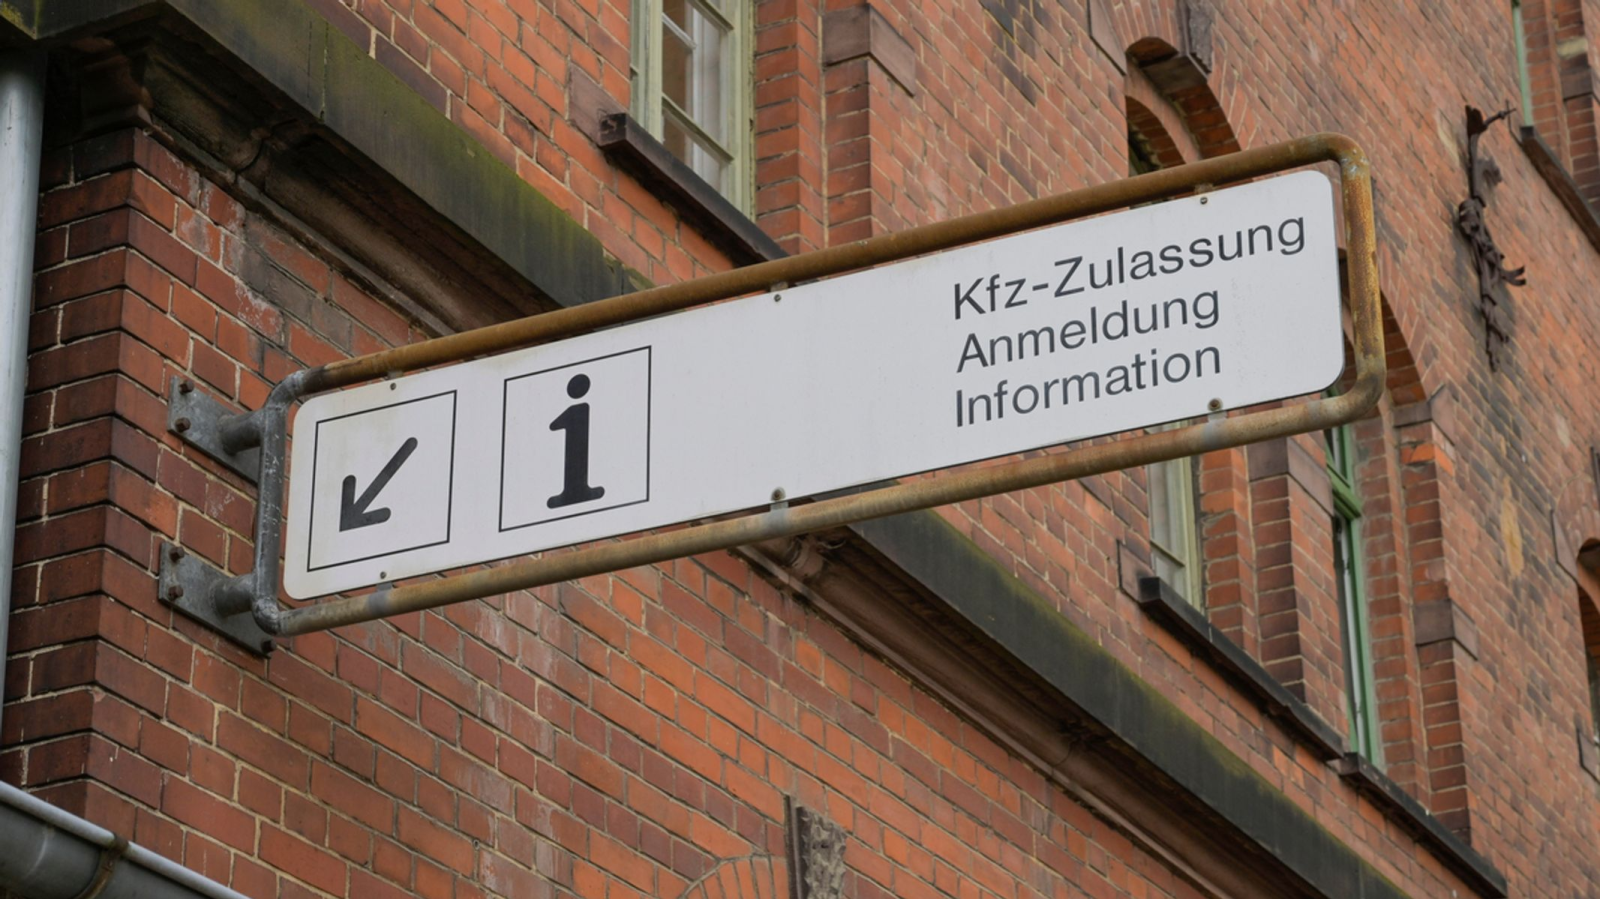 i
Kfz-Zulassung
Anmeldung
Information